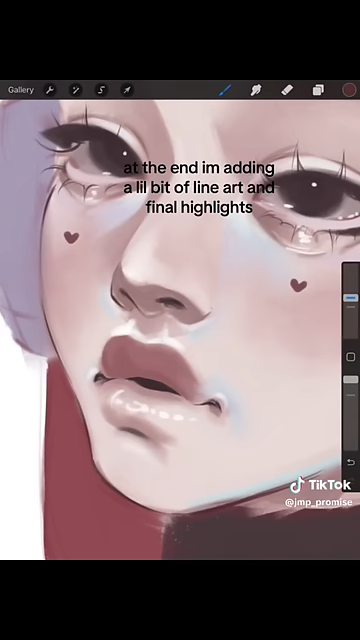 Gallery
at the end im adding
a lil bit of line art and
final highlights
TikTok
@jmp_promise